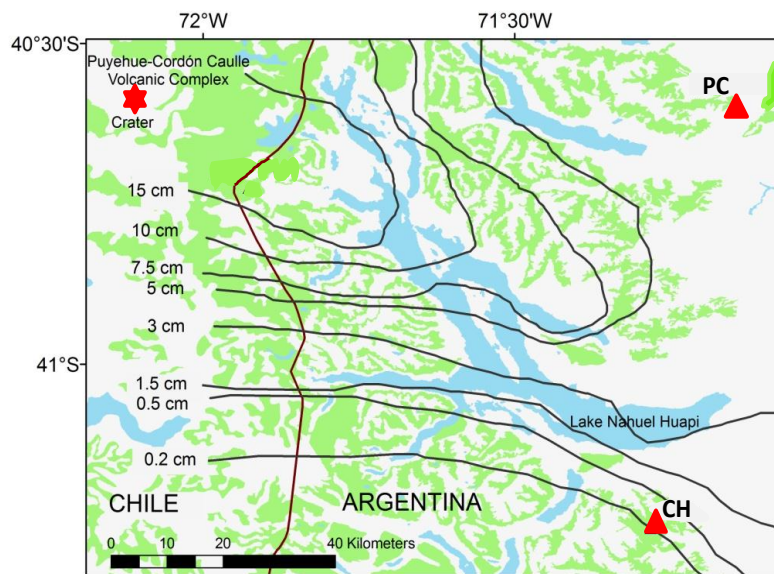 72°W
71°30'W
40°30'S
Puyehue-Cordón Caulle
Volcanic Complex
Crater
PC
15 cm
10 cm
7.5 cm
5 cm
3 cm
41°S
1.5 cm
0.5 cm
Lake Nahuel Huapi
0.2 cm
CHILE
ARGENTINA
CH
0 10 20 40 Kilometers